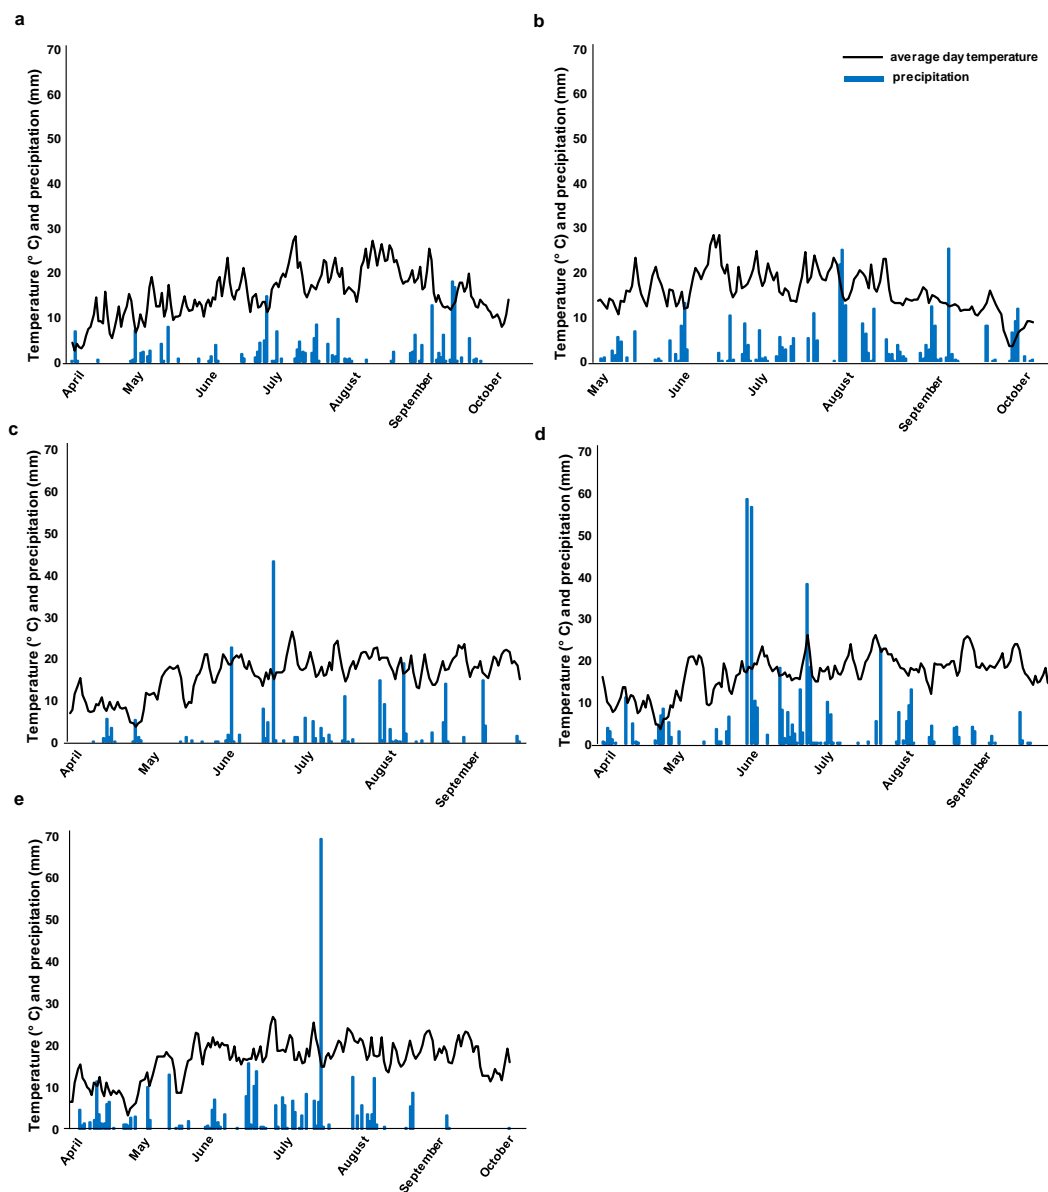 a
Temperature (° C) and precipitation (mm)
70
60
50
40
30
20
10
0
April
May
June
July
August
September
October
b
average day temperature
precipitation
Temperature (° C) and precipitation (mm)
70
60
50
40
30
20
10
0
May
June
July
August
September
October
c
Temperature (° C) and precipitation (mm)
70
60
50
40
30
20
10
0
April
May
June
July
August
September
d
Temperature (° C) and precipitation (mm)
70
60
50
40
30
20
10
0
April
May
June
July
August
September
e
Temperature (° C) and precipitation (mm)
70
60
50
40
30
20
10
0
April
May
June
July
August
September
October